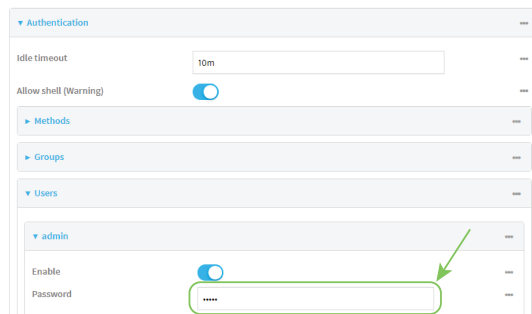 ▾ Authentication
Idle timeout
10m
Allow shell (Warning)
▸ Methods
▸ Groups
▾ Users
▾ admin
Enable
Password
•••••